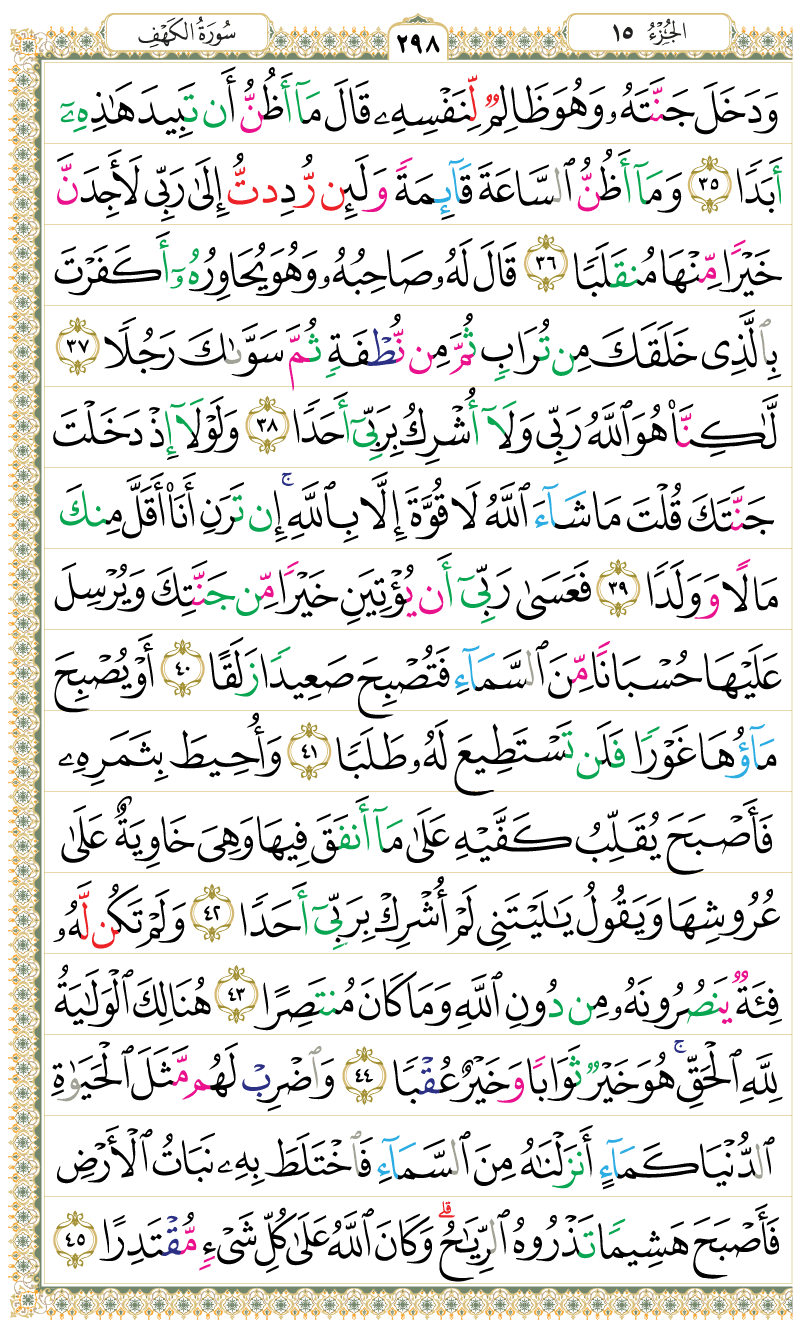 الجُزْءُ ١٥
٢٩٨
سُورَةُ الكَهْفِ
وَدَخَلَ جَنَّتَهُۥ وَهُوَ ظَالِمٌۭ لِّنَفْسِهِۦ قَالَ مَآ أَظُنُّ أَن تَبِيدَ هَٰذِهِۦٓ
أَبَدًۭا ٣٥ وَمَآ أَظُنُّ ٱلسَّاعَةَ قَآئِمَةًۭ وَلَئِن رُّدِدتُّ إِلَىٰ رَبِّى لَأَجِدَنَّ
خَيْرًۭا مِّنْهَا مُنقَلَبًۭا ٣٦ قَالَ لَهُۥ صَاحِبُهُۥ وَهُوَ يُحَاوِرُهُۥٓ أَكَفَرْتَ
بِٱلَّذِى خَلَقَكَ مِن تُرَابٍۢ ثُمَّ مِن نُّطْفَةٍۢ ثُمَّ سَوَّىٰكَ رَجُلًۭا ٣٧
لَّٰكِنَّا۠ هُوَ ٱللَّهُ رَبِّى وَلَآ أُشْرِكُ بِرَبِّىٓ أَحَدًۭا ٣٨ وَلَوْلَآ إِذْ دَخَلْتَ
جَنَّتَكَ قُلْتَ مَا شَآءَ ٱللَّهُ لَا قُوَّةَ إِلَّا بِٱللَّهِ ۚ إِن تَرَنِ أَنَا۠ أَقَلَّ مِنكَ
مَالًۭا وَوَلَدًۭا ٣٩ فَعَسَىٰ رَبِّىٓ أَن يُؤْتِيَنِ خَيْرًۭا مِّن جَنَّتِكَ وَيُرْسِلَ
عَلَيْهَا حُسْبَانًۭا مِّنَ ٱلسَّمَآءِ فَتُصْبِحَ صَعِيدًۭا زَلَقًا ٤٠ أَوْ يُصْبِحَ
مَآؤُهَا غَوْرًۭا فَلَن تَسْتَطِيعَ لَهُۥ طَلَبًۭا ٤١ وَأُحِيطَ بِثَمَرِهِۦ
فَأَصْبَحَ يُقَلِّبُ كَفَّيْهِ عَلَىٰ مَآ أَنفَقَ فِيهَا وَهِىَ خَاوِيَةٌ عَلَىٰ
عُرُوشِهَا وَيَقُولُ يَٰلَيْتَنِى لَمْ أُشْرِكْ بِرَبِّىٓ أَحَدًۭا ٤٢ وَلَمْ تَكُن لَّهُۥ
فِئَةٌۭ يَنصُرُونَهُۥ مِن دُونِ ٱللَّهِ وَمَا كَانَ مُنتَصِرًا ٤٣ هُنَالِكَ ٱلْوَلَٰيَةُ
لِلَّهِ ٱلْحَقِّ ۚ هُوَ خَيْرٌۭ ثَوَابًۭا وَخَيْرٌ عُقْبًۭا ٤٤ وَٱضْرِبْ لَهُم مَّثَلَ ٱلْحَيَوٰةِ
ٱلدُّنْيَا كَمَآءٍ أَنزَلْنَٰهُ مِنَ ٱلسَّمَآءِ فَٱخْتَلَطَ بِهِۦ نَبَاتُ ٱلْأَرْضِ
فَأَصْبَحَ هَشِيمًۭا تَذْرُوهُ ٱلرِّيَٰحُ ۗ وَكَانَ ٱللَّهُ عَلَىٰ كُلِّ شَىْءٍۢ مُّقْتَدِرًا ٤٥